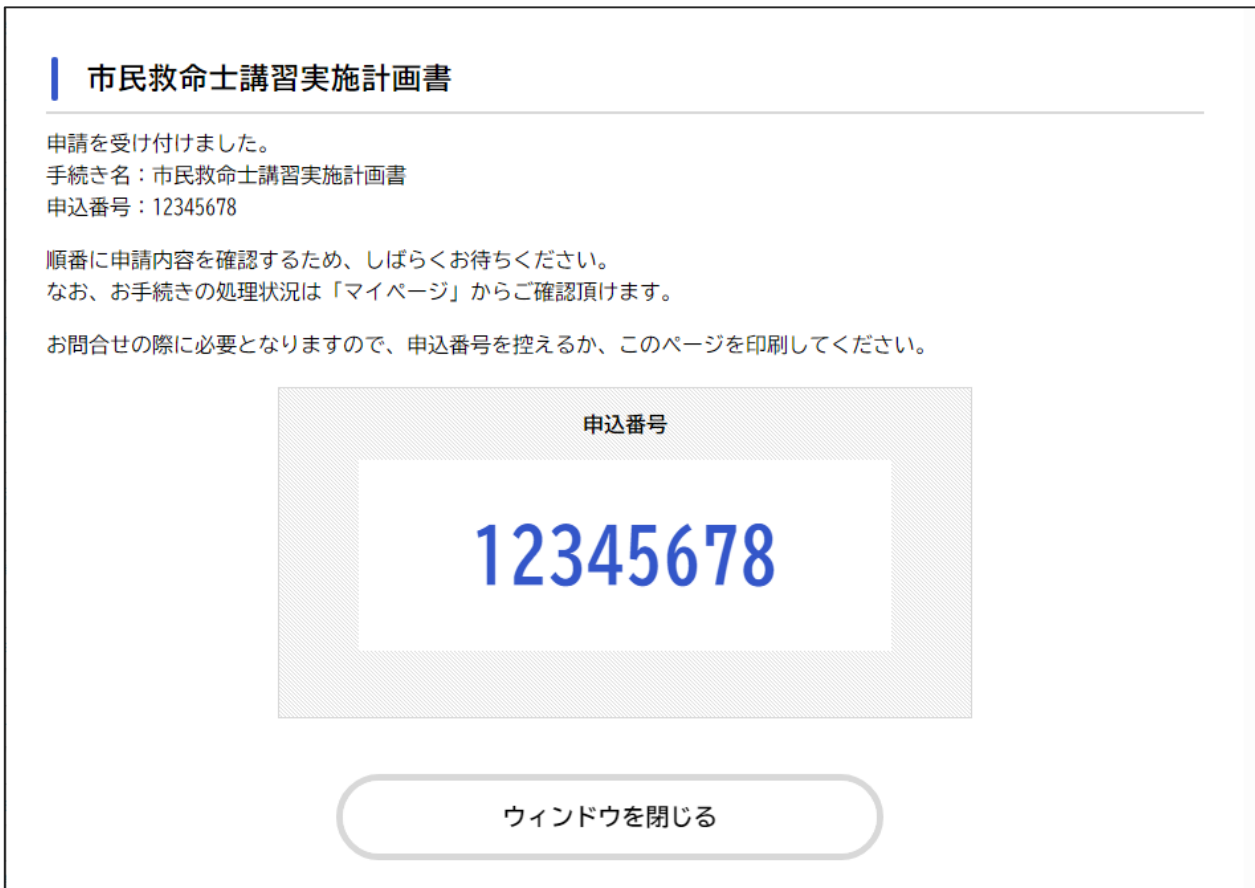 市民救命士講習実施計画書
申請を受け付けました。
手続き名：市民救命士講習実施計画書
申込番号：12345678
順番に申請内容を確認するため、しばらくお待ちください。
なお、お手続きの処理状況は「マイページ」からご確認頂けます。
お問合せの際に必要となりますので、申込番号を控えるか、このページを印刷してください。
申込番号
12345678
ウィンドウを閉じる